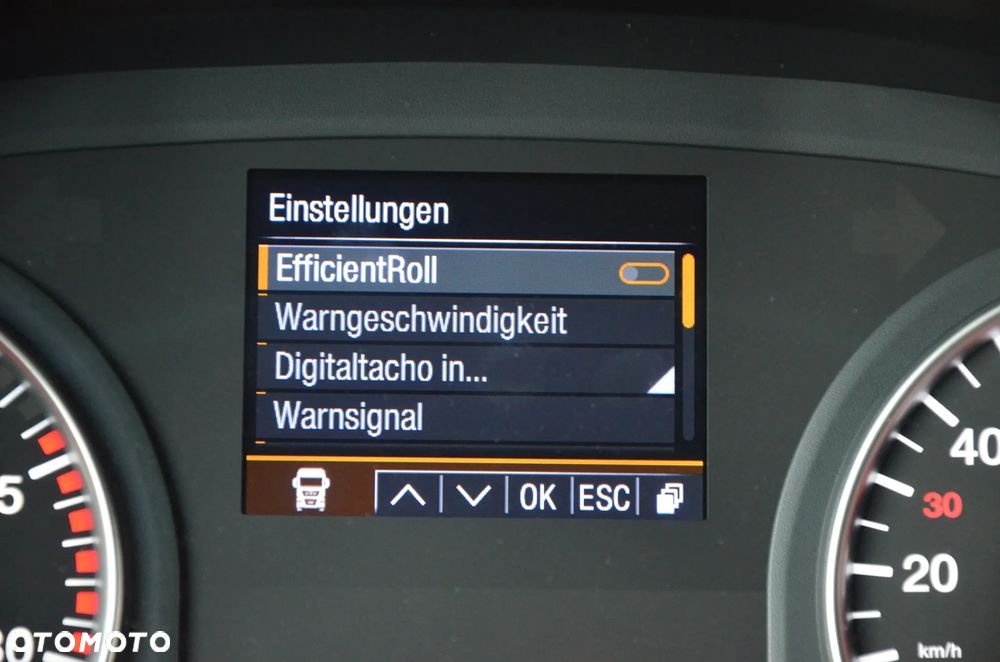 Einstellungen
EfficientRoll
Warngeschwindigkeit
Digitaltacho in...
Warnsignal
OK
ESC
5
40
30
20
km/h
OTOMOTO